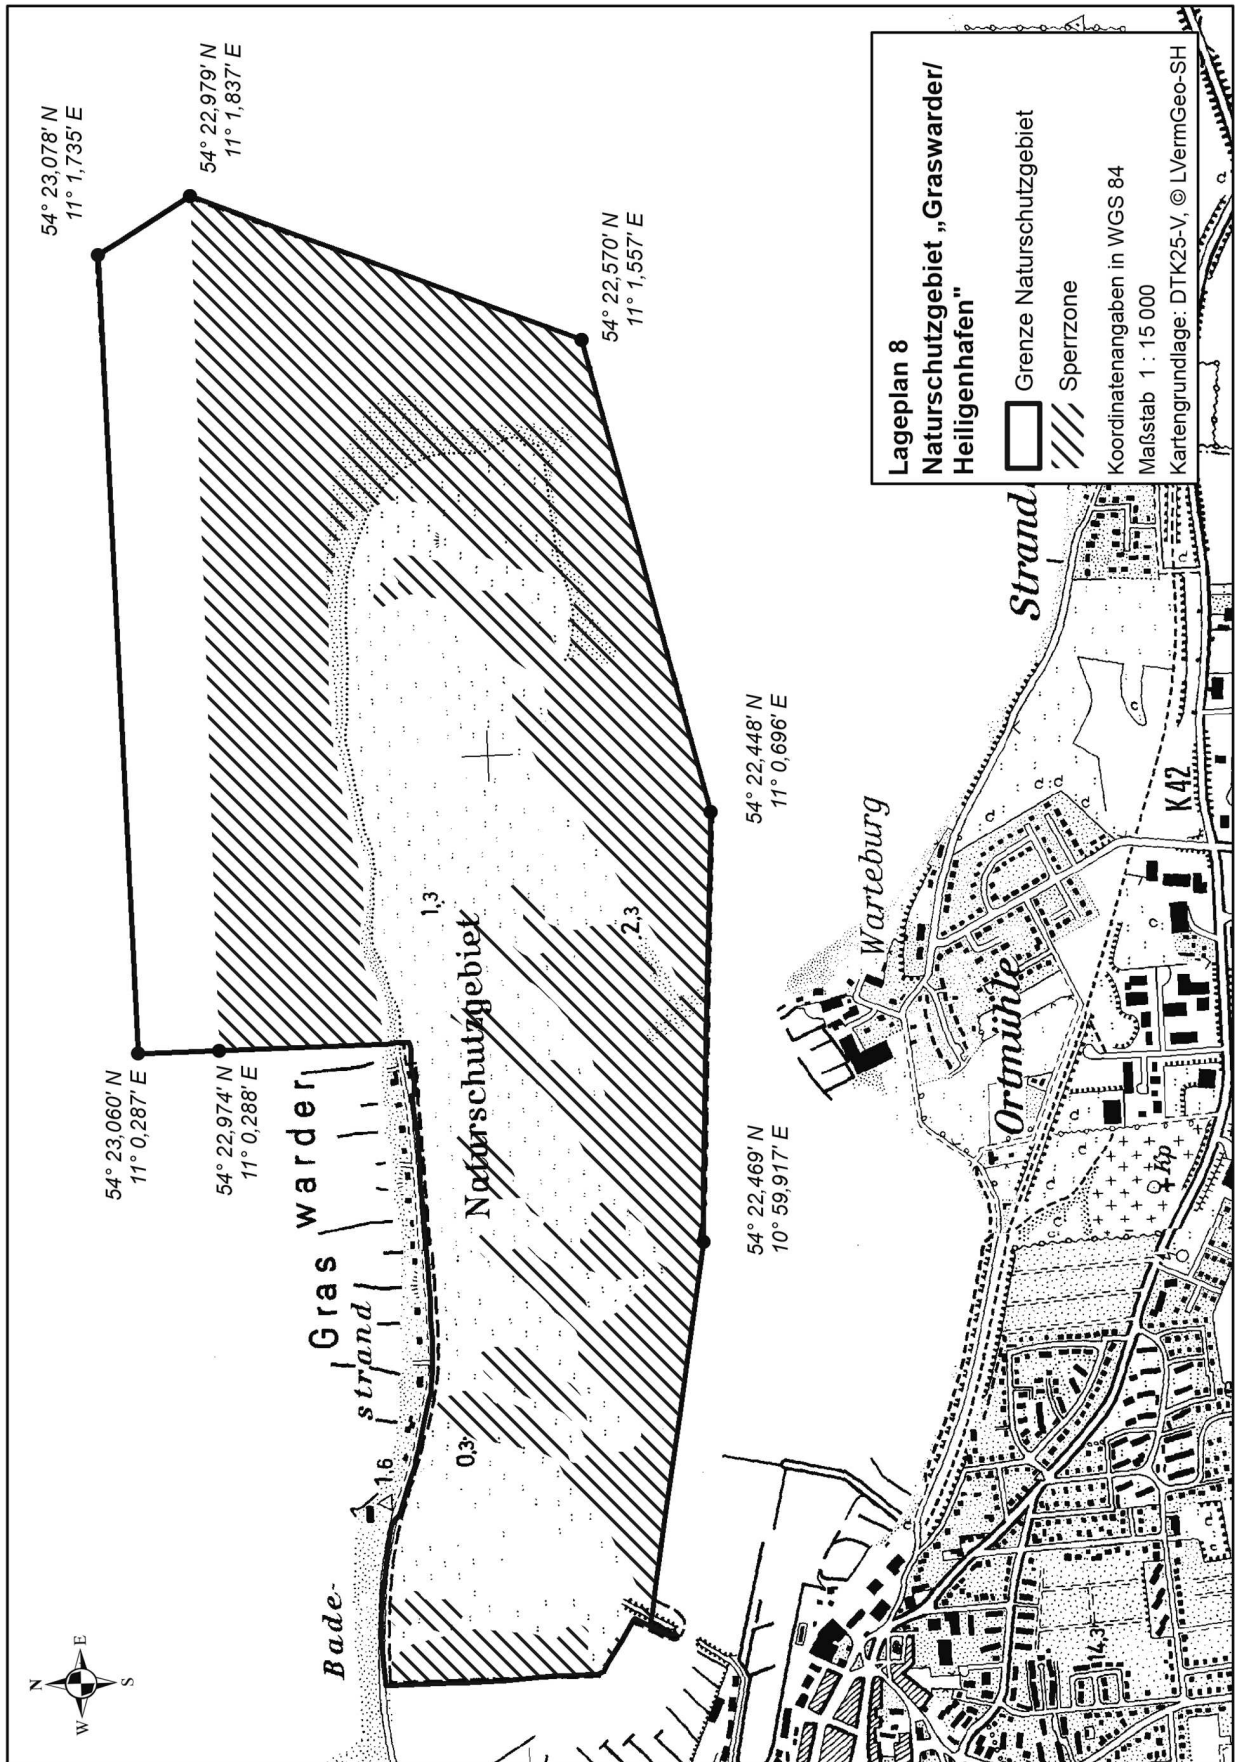 N
W
E
S
54° 23,078' N
11° 1,735' E
54° 22,979' N
11° 1,837' E
54° 23,060' N
11° 0,287' E
54° 22,974' N
11° 0,288' E
54° 22,570' N
11° 1,557' E
54° 22,448' N
11° 0,696' E
54° 22,469' N
10° 59,917' E
Bade-
strand
Gras
warder
1,6
0,3
1,3
2,3
Naturschutzgebiet
Warteburg
Ortmühle
Strand
K 42
Kp
14,3
Lageplan 8
Naturschutzgebiet „Graswarder/
Heiligenhafen"
Grenze Naturschutzgebiet
Sperrzone
Koordinatenangaben in WGS 84
Maßstab 1 : 15 000
Kartengrundlage: DTK25-V, © LVermGeo-SH